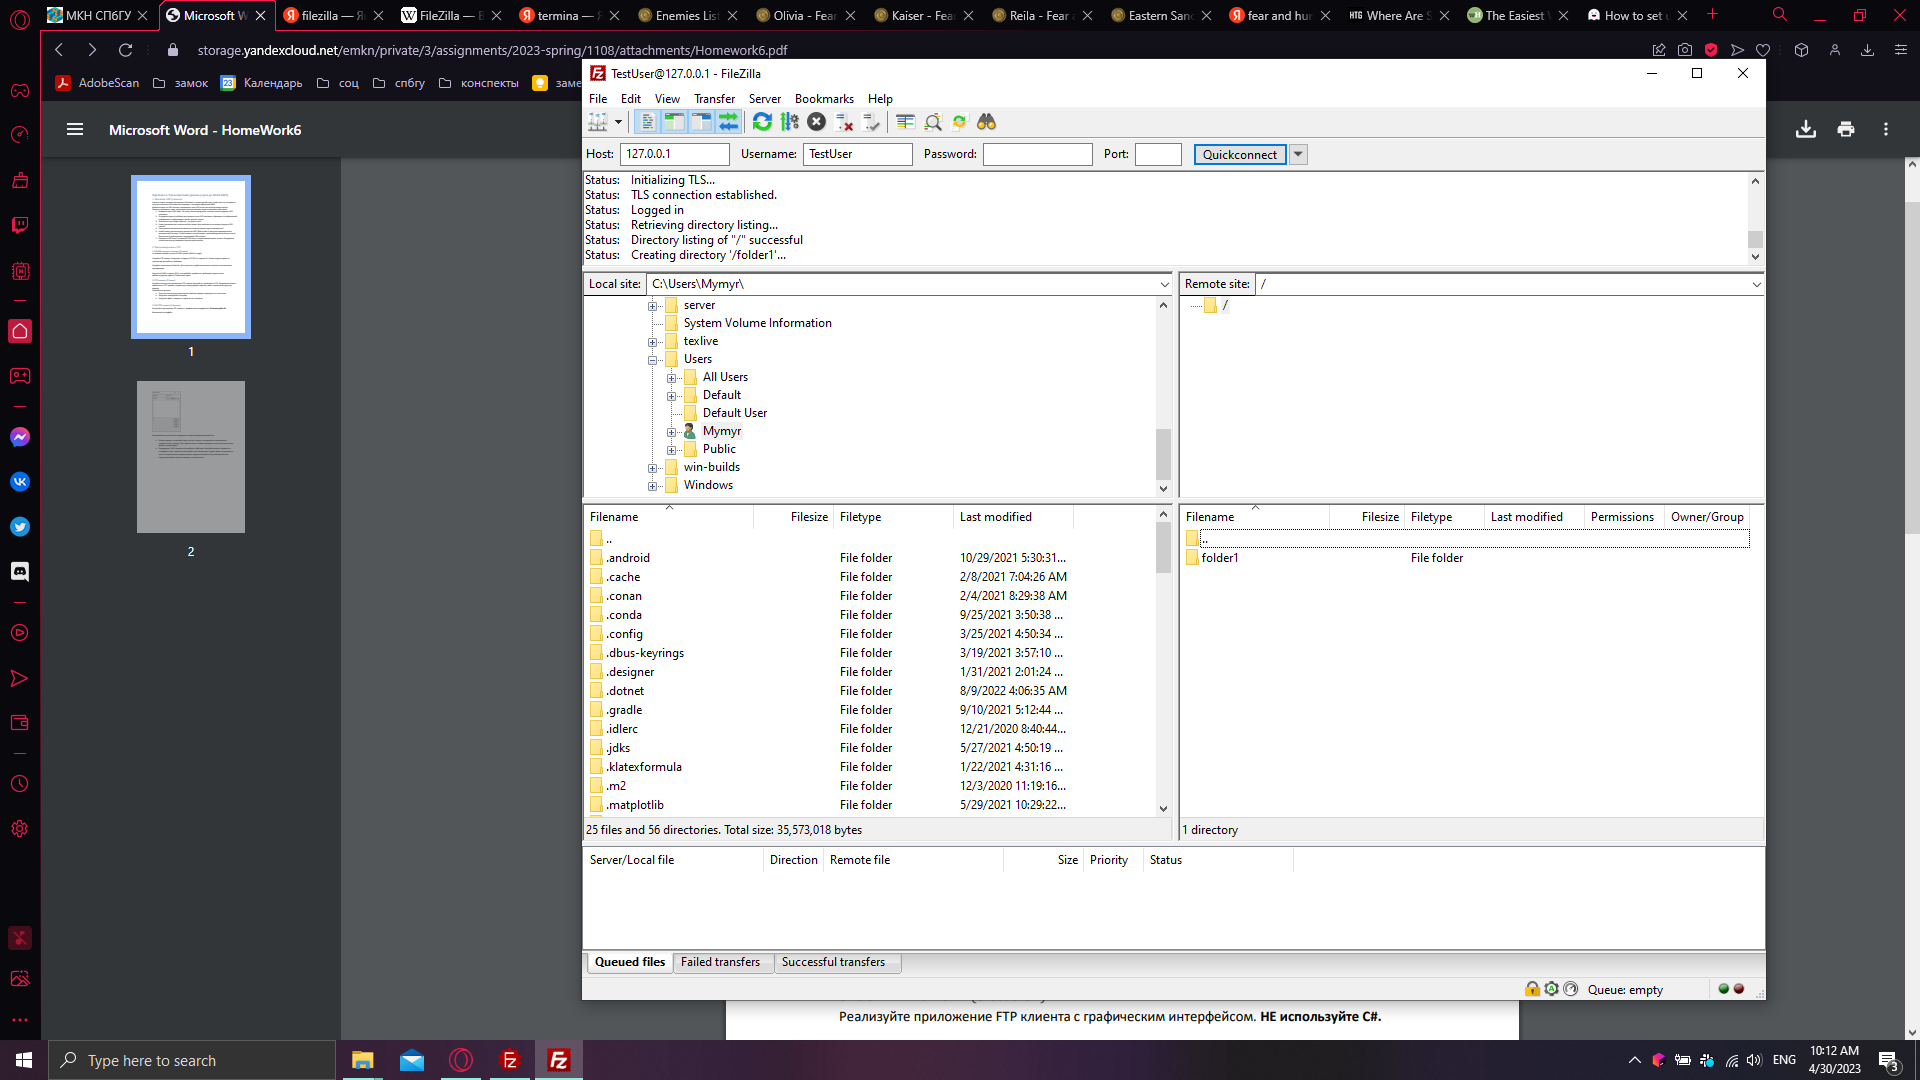 МКН СПбГУ
Microsoft W
filezilla — Я
FileZilla — В
termina — Я
Enemies List
Olivia - Fear
Kaiser - Fear
Reila - Fear &
Eastern San
fear and hun
Where Are S
The Easiest
How to set u
storage.yandexcloud.net/emkn/private/3/assignments/2023-spring/1108/attachments/Homework6.pdf
AdobeScan
замок
Календарь
соц
спбгу
конспекты
заме
Microsoft Word - HomeWork6
1
2
TestUser@127.0.0.1 - FileZilla
File Edit View Transfer Server Bookmarks Help
Host: 127.0.0.1 Username: TestUser Password: Port: Quickconnect
Status: Initializing TLS...
Status: TLS connection established.
Status: Logged in
Status: Retrieving directory listing...
Status: Directory listing of "/" successful
Status: Creating directory '/folder1'...
Local site: C:\Users\Mymyr\
server
System Volume Information
texlive
Users
All Users
Default
Default User
Mymyr
Public
win-builds
Windows
Remote site: /
/
Filename Filesize Filetype Last modified
..
.android File folder 10/29/2021 5:30:31...
.cache File folder 2/8/2021 7:04:26 AM
.conan File folder 2/4/2021 8:29:38 AM
.conda File folder 9/25/2021 3:50:38 ...
.config File folder 3/25/2021 4:50:34 ...
.dbus-keyrings File folder 3/19/2021 3:57:10 ...
.designer File folder 1/31/2021 2:01:24 ...
.dotnet File folder 8/9/2022 4:06:35 AM
.gradle File folder 9/10/2021 5:12:44 ...
.idlerc File folder 12/21/2020 8:40:44...
.jdks File folder 5/27/2021 4:50:19 ...
.klatexformula File folder 1/22/2021 4:31:16 ...
.m2 File folder 12/3/2020 11:19:16...
.matplotlib File folder 5/29/2021 10:29:22...
25 files and 56 directories. Total size: 35,573,018 bytes
Filename Filesize Filetype Last modified Permissions Owner/Group
..
folder1 File folder
1 directory
Server/Local file Direction Remote file Size Priority Status
Queued files Failed transfers Successful transfers
Queue: empty
Реализуйте приложение FTP клиента с графическим интерфейсом. НЕ используйте C#.
Type here to search
ENG
10:12 AM
4/30/2023
3